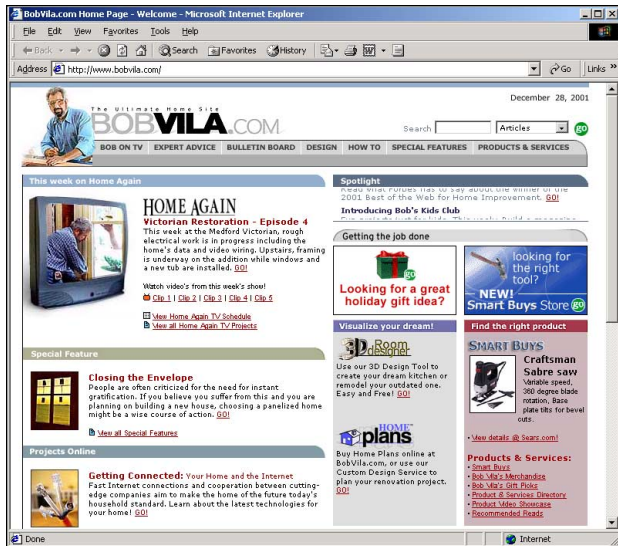 BobVila.com Home Page - Welcome - Microsoft Internet Explorer
File Edit View Favorites Tools Help
Back Search Favorites History
Address http://www.bobvila.com/ Go Links »
December 28, 2001
The Ultimate Home Site
BOBVILA.COM
Search Articles go
BOB ON TV EXPERT ADVICE BULLETIN BOARD DESIGN HOW TO SPECIAL FEATURES PRODUCTS & SERVICES
This week on Home Again
HOME AGAIN
Victorian Restoration - Episode 4
This week at the Medford Victorian, rough
electrical work is in progress including the
home's data and video wiring. Upstairs, framing
is underway on the addition while windows and
a new tub are installed. GO!
Watch video's from this week's show!
Clip 1 | Clip 2 | Clip 3 | Clip 4 | Clip 5
View Home Again TV Schedule
View all Home Again TV Projects
Special Feature
Closing the Envelope
People are often criticized for the need for instant
gratification. If you believe you suffer from this and you are
planning on building a new house, choosing a panelized home
might be a wise course of action. GO!
View all Special Features
Projects Online
Getting Connected: Your Home and the Internet
Fast Internet connections and cooperation between cutting-
edge companies aim to make the home of the future today's
household standard. Learn about the latest technologies for
your home! GO!
Spotlight
Read what Forbes has to say about the winner of the
2001 Best of the Web for Home Improvement. GO!
Introducing Bob's Kids Club
Getting the job done
go
Looking for a great
holiday gift idea?
looking for
the right
tool?
NEW!
Smart Buys Store go
Visualize your dream!
3D Room
designer
Use our 3D Design Tool to
create your dream kitchen or
remodel your outdated one.
Easy and Free! GO!
HOME
plans
Buy Home Plans online at
BobVila.com, or use our
Custom Design Service to
plan your renovation project.
GO!
Find the right product
SMART BUYS
Craftsman
Sabre saw
Variable speed,
360 degree blade
rotation, Base
plate tilts for bevel
cuts.
• View details @ Sears.com!
Products & Services:
• Smart Buys
• Bob Vila's Merchandise
• Bob Vila's Gift Picks
• Product & Services Directory
• Product Video Showcase
• Recommended Reads
Done Internet